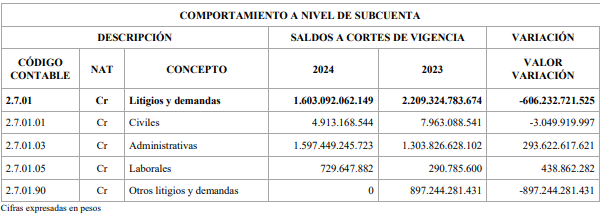 COMPORTAMIENTO A NIVEL DE SUBCUENTA
DESCRIPCIÓN SALDOS A CORTES DE VIGENCIA VARIACIÓN
CÓDIGO CONTABLE NAT CONCEPTO 2024 2023 VALOR VARIACIÓN
2.7.01 Cr Litigios y demandas 1.603.092.062.149 2.209.324.783.674 -606.232.721.525
2.7.01.01 Cr Civiles 4.913.168.544 7.963.088.541 -3.049.919.997
2.7.01.03 Cr Administrativas 1.597.449.245.723 1.303.826.628.102 293.622.617.621
2.7.01.05 Cr Laborales 729.647.882 290.785.600 438.862.282
2.7.01.90 Cr Otros litigios y demandas 0 897.244.281.431 -897.244.281.431
Cifras expresadas en pesos